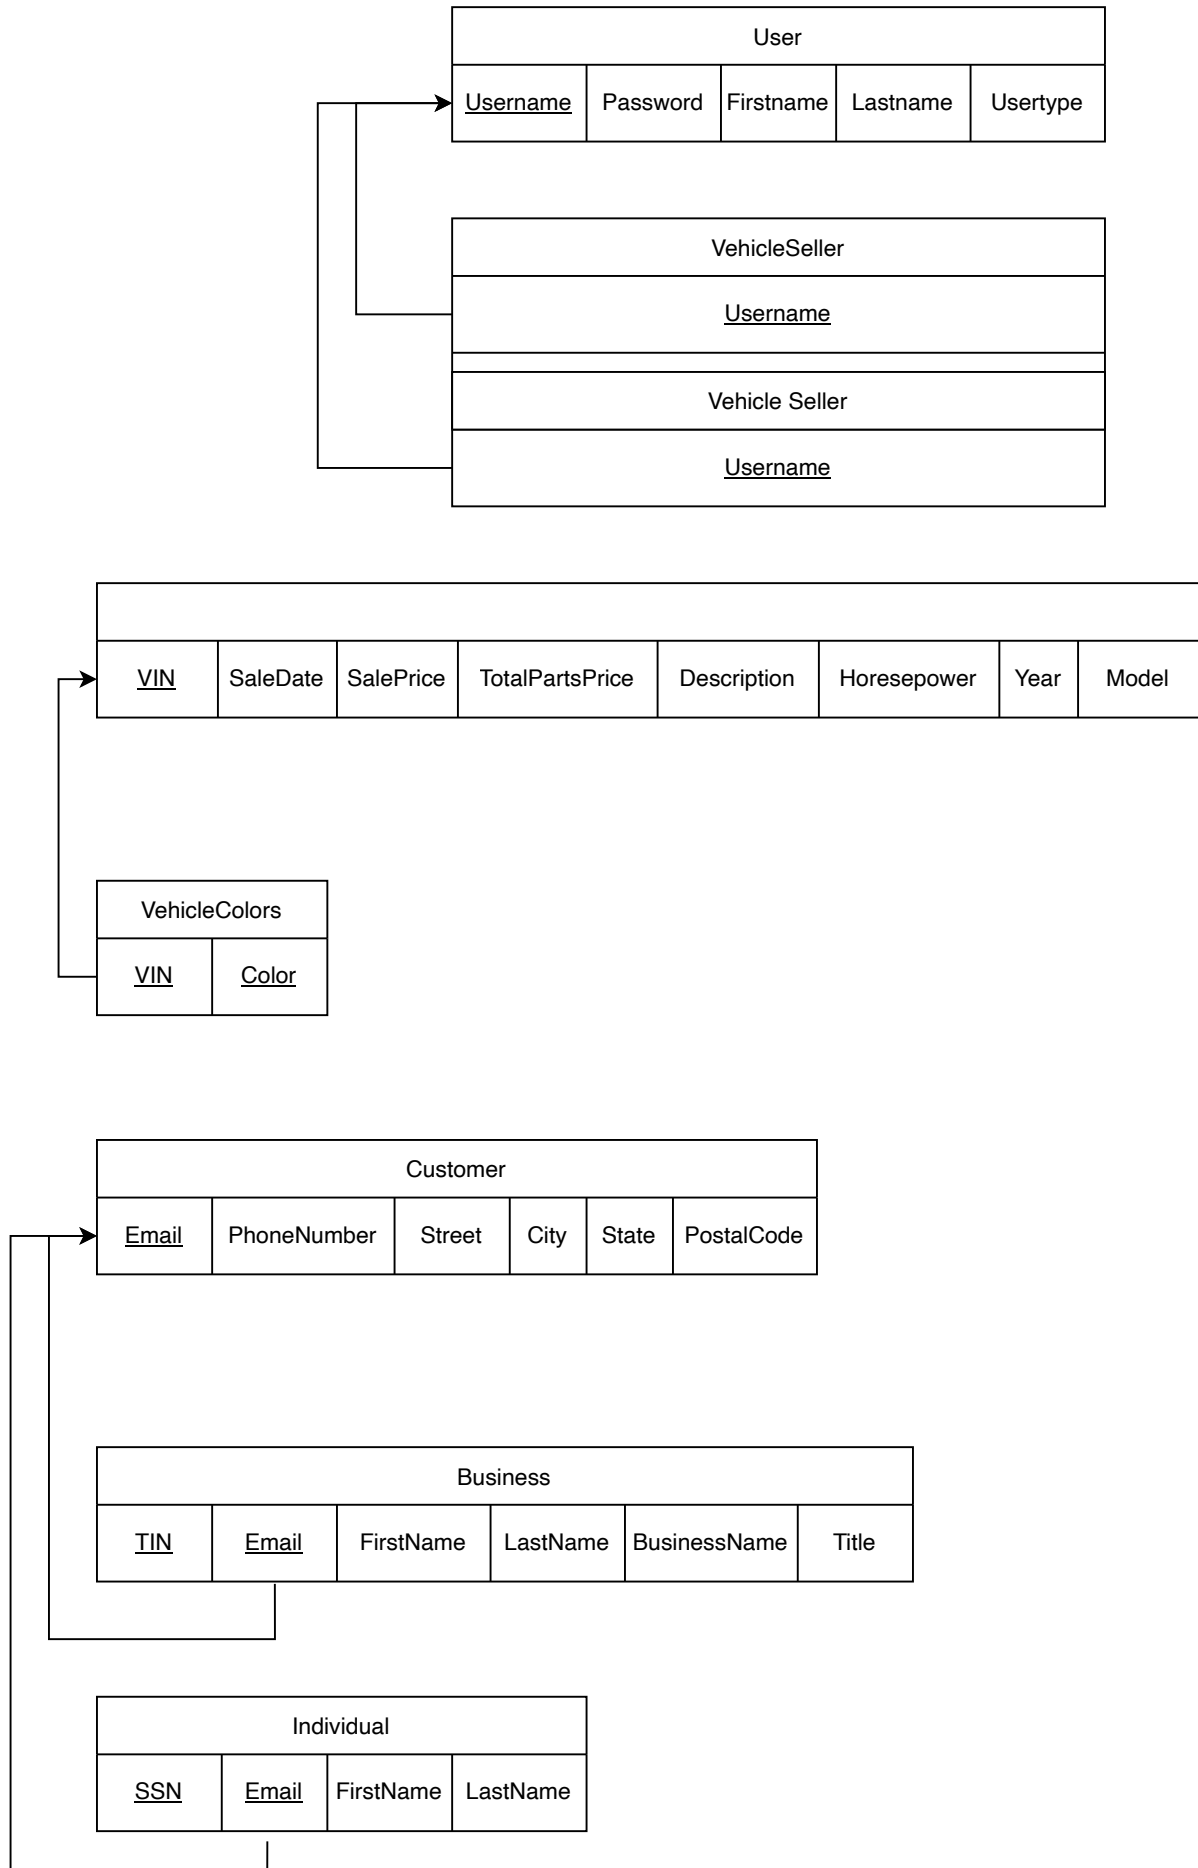 User
Username Password Firstname Lastname Usertype
VehicleSeller
Username
Vehicle Seller
Username
VIN SaleDate SalePrice TotalPartsPrice Description Horesepower Year Model
VehicleColors
VIN Color
Customer
Email PhoneNumber Street City State PostalCode
Business
TIN Email FirstName LastName BusinessName Title
Individual
SSN Email FirstName LastName